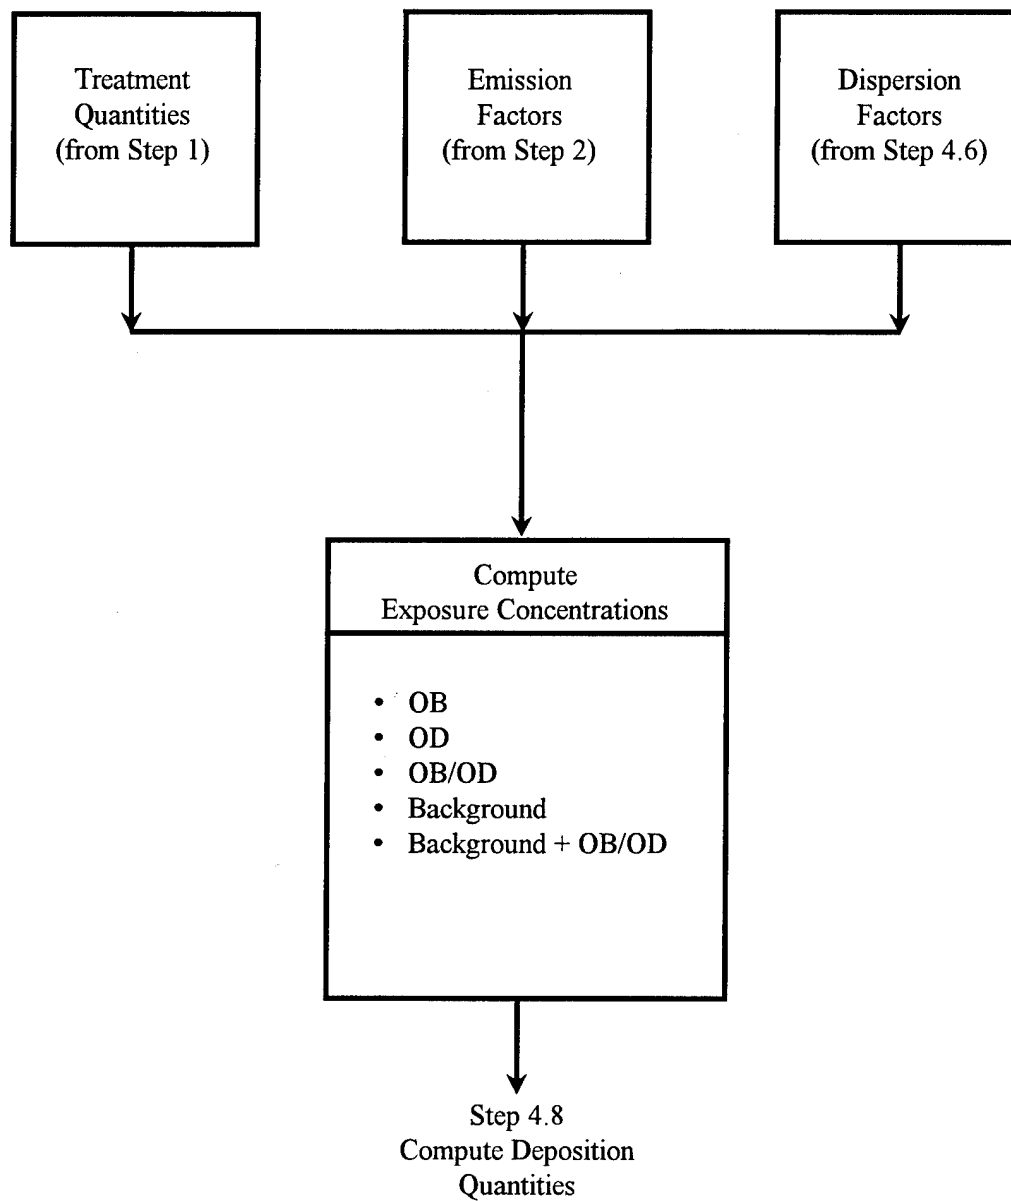 Treatment
Quantities
(from Step 1)
Emission
Factors
(from Step 2)
Dispersion
Factors
(from Step 4.6)
Compute
Exposure Concentrations
• OB
• OD
• OB/OD
• Background
• Background + OB/OD
Step 4.8
Compute Deposition
Quantities